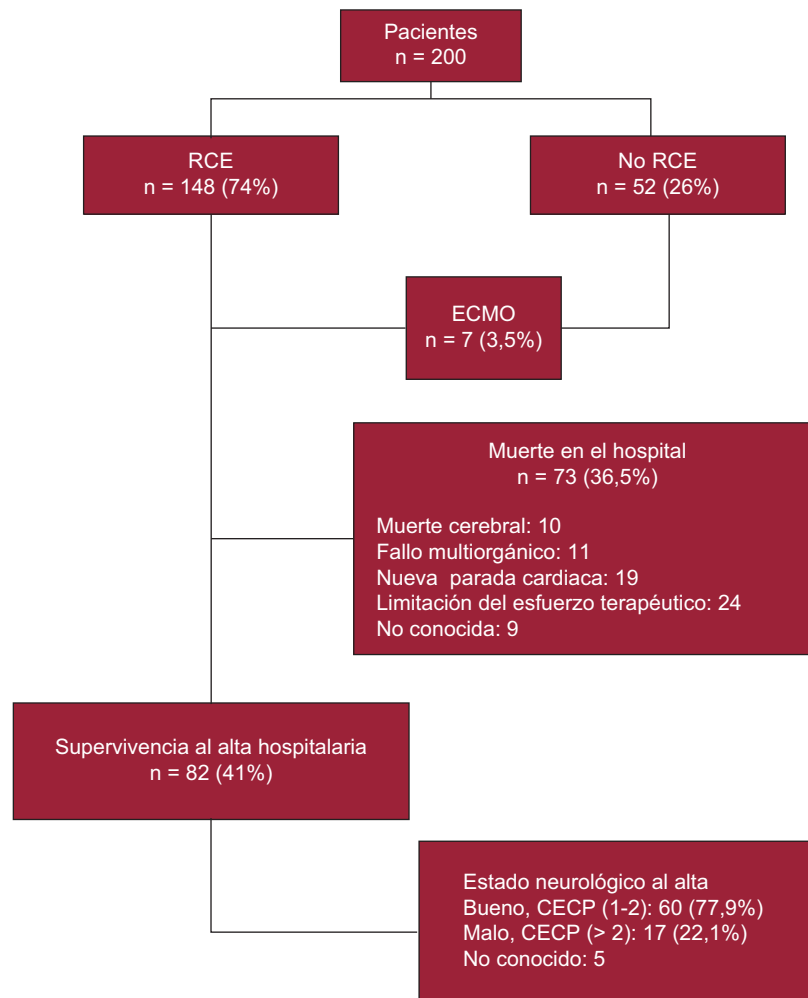 Pacientes
n = 200
RCE
n = 148 (74%)
No RCE
n = 52 (26%)
ECMO
n = 7 (3,5%)
Muerte en el hospital
n = 73 (36,5%)
Muerte cerebral: 10
Fallo multiorgánico: 11
Nueva parada cardiaca: 19
Limitación del esfuerzo terapéutico: 24
No conocida: 9
Supervivencia al alta hospitalaria
n = 82 (41%)
Estado neurológico al alta
Bueno, CECP (1-2): 60 (77,9%)
Malo, CECP (> 2): 17 (22,1%)
No conocido: 5